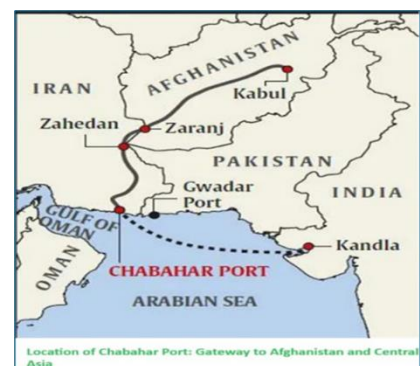 AFGHANISTAN
IRAN
Kabul
Zahedan
Zaranj
PAKISTAN
Gwadar
Port
INDIA
GULF OF
OMAN
Kandla
OMAN
CHABAHAR PORT
ARABIAN SEA
Location of Chabahar Port: Gateway to Afghanistan and Central
Asia